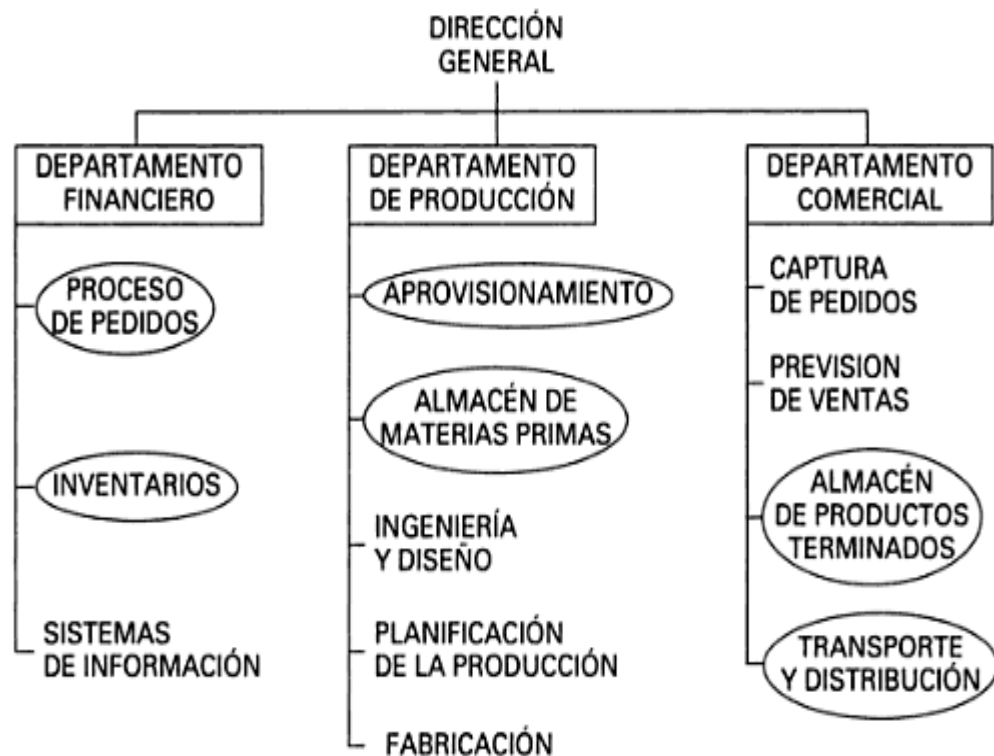 DIRECCIÓN
GENERAL
DEPARTAMENTO
FINANCIERO
PROCESO
DE PEDIDOS
INVENTARIOS
SISTEMAS
DE INFORMACIÓN
DEPARTAMENTO
DE PRODUCCIÓN
APROVISIONAMIENTO
ALMACÉN DE
MATERIAS PRIMAS
INGENIERÍA
Y DISEÑO
PLANIFICACIÓN
DE LA PRODUCCIÓN
FABRICACIÓN
DEPARTAMENTO
COMERCIAL
CAPTURA
DE PEDIDOS
PREVISION
DE VENTAS
ALMACÉN
DE PRODUCTOS
TERMINADOS
TRANSPORTE
Y DISTRIBUCIÓN